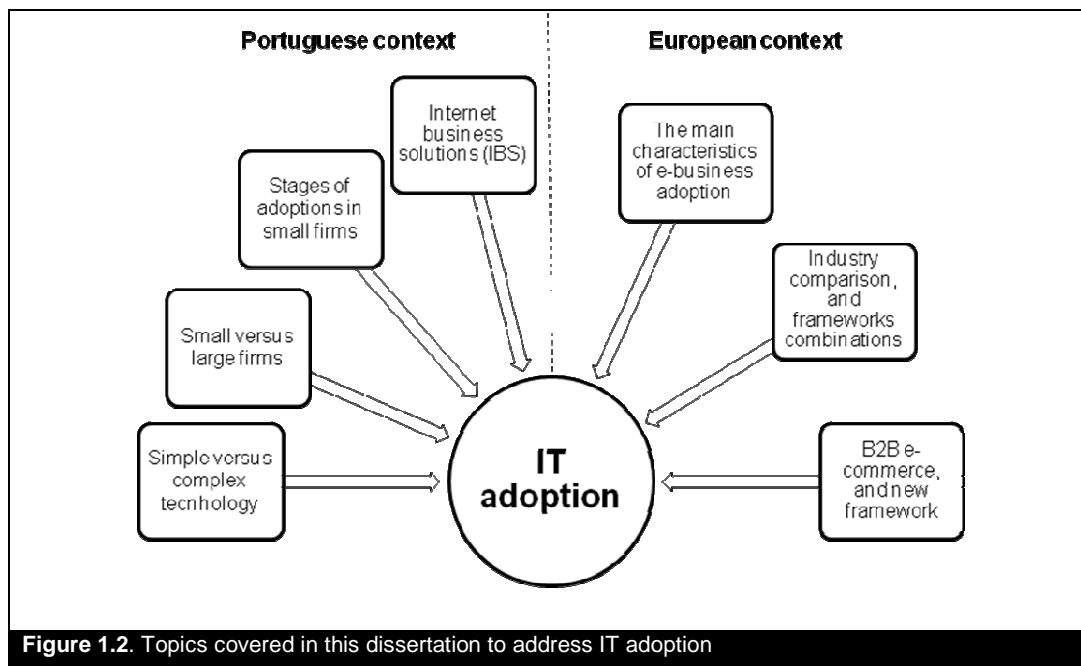 Portuguese context
European context
Internet
business
solutions (IBS)
The main
characteristics
of e-business
adoption
Stages of
adoptions in
small firms
Industry
comparison,
and
frameworks
combinations
Small versus
large firms
Simple versus
complex
tecnhology
IT
adoption
B2B e-
commerce,
and new
framework
Figure 1.2. Topics covered in this dissertation to address IT adoption